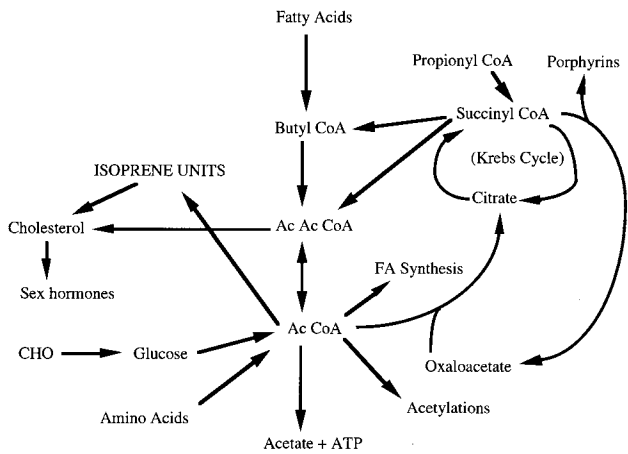 Fatty Acids
Propionyl CoA
Porphyrins
Succinyl CoA
Butyl CoA
(Krebs Cycle)
ISOPRENE UNITS
Citrate
Cholesterol
Ac Ac CoA
FA Synthesis
Sex hormones
Ac CoA
CHO
Glucose
Oxaloacetate
Amino Acids
Acetylations
Acetate + ATP